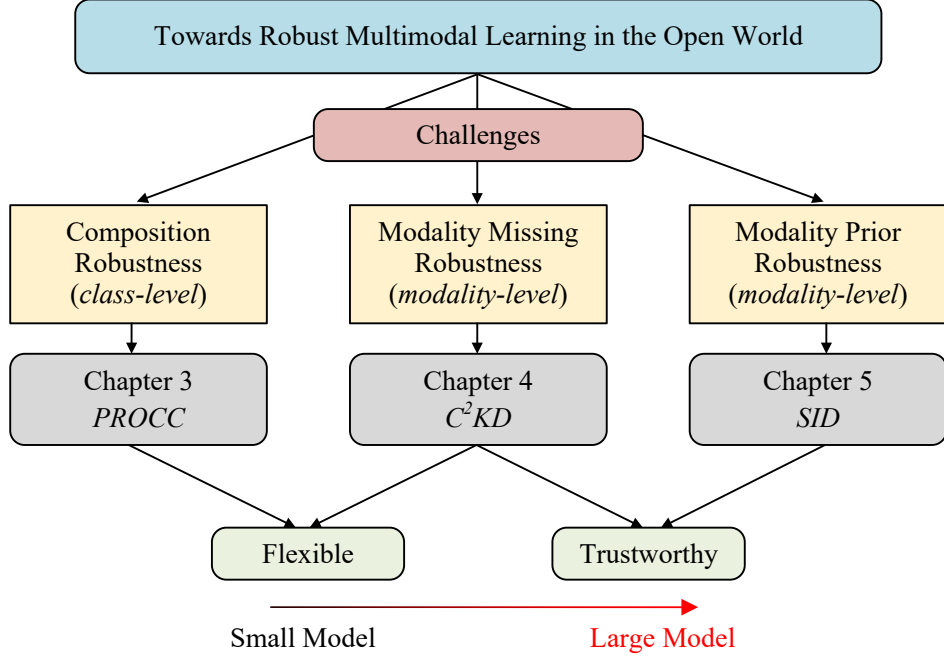 Towards Robust Multimodal Learning in the Open World
Challenges
Composition
Robustness
(class-level)
Modality Missing
Robustness
(modality-level)
Modality Prior
Robustness
(modality-level)
Chapter 3
PROCC
Chapter 4
C²KD
Chapter 5
SID
Flexible
Trustworthy
Small Model
Large Model